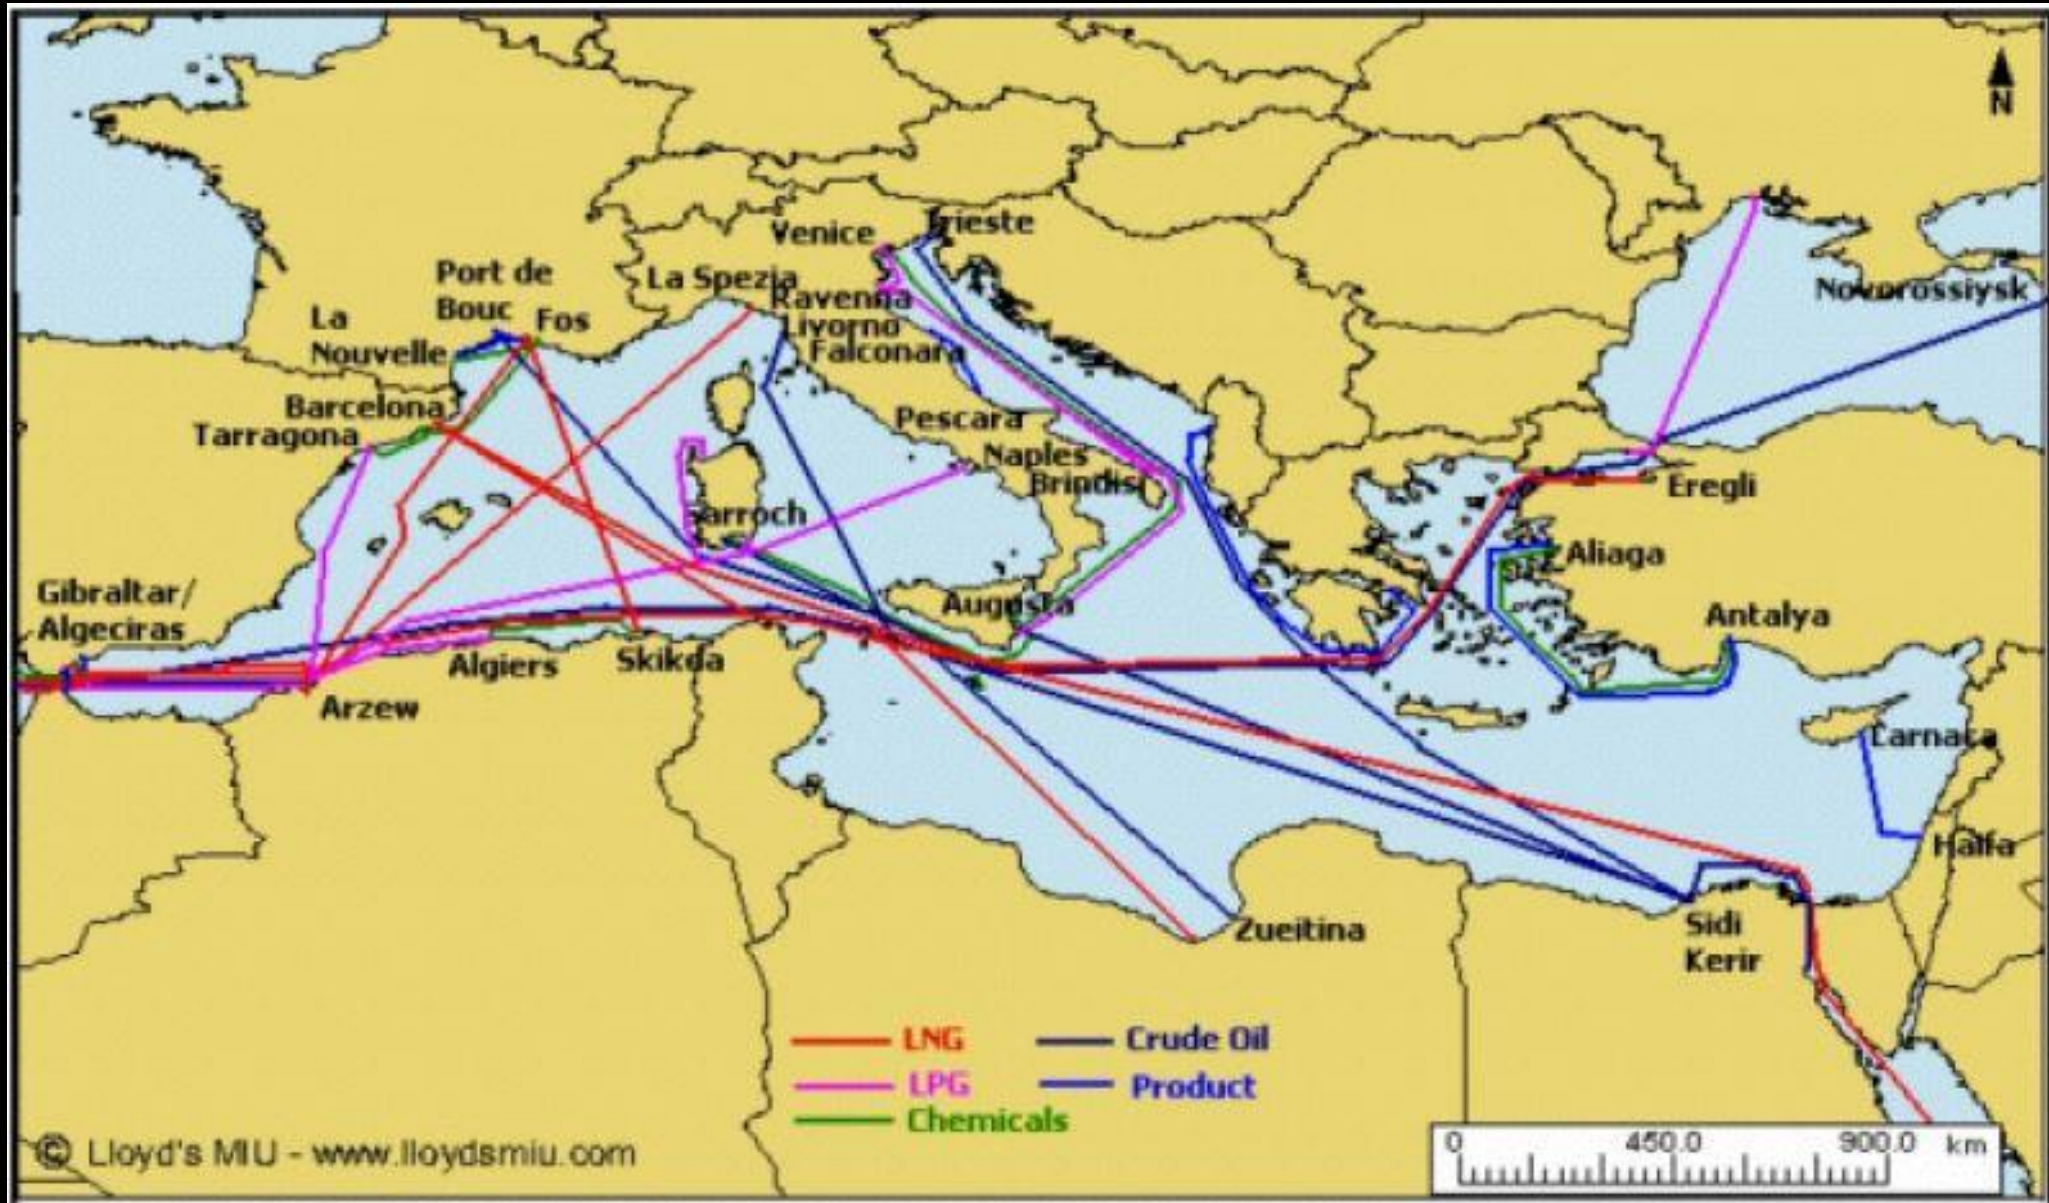 N
Trieste
Venice
Port de
Bouc
La Spezia
Ravenna
Novorossiysk
La
Nouvelle
Fos
Livorno
Falconara
Barcelona
Tarragona
Pescara
Naples
Brindisi
Eregli
Sarroch
Aliaga
Gibraltar/
Algeciras
Augusta
Antalya
Algiers
Skikda
Arzew
Larnaca
Haifa
Zueitina
Sidi
Kerir
LNG
Crude Oil
LPG
Product
Chemicals
© Lloyd's MIU - www.lloydsmiu.com
0 450.0 900.0 km